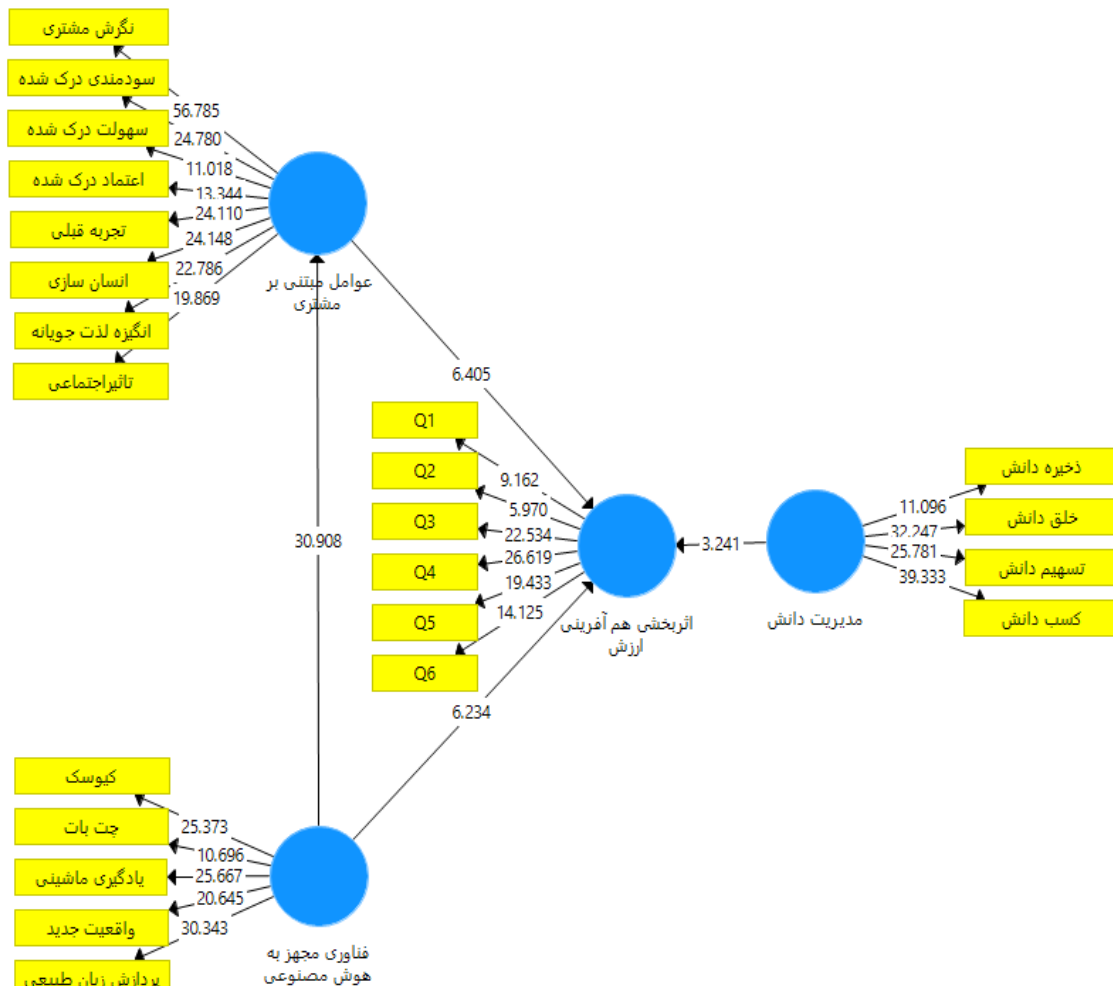 نگرش مشتری
سودمندی درک شده
سهولت درک شده
اعتماد درک شده
تجربه قبلی
انسان سازی
انگیزه لذت جویانه
تاثیراجتماعی
56.785
24.780
11.018
13.344
24.110
24.148
22.786
19.869
عوامل مبتنی بر
مشتری
6.405
30.908
Q1
Q2
Q3
Q4
Q5
Q6
9.162
5.970
22.534
26.619
19.433
14.125
اثربخشی هم آفرینی
ارزش
3.241
مدیریت دانش
11.096
32.247
25.781
39.333
ذخیره دانش
خلق دانش
تسهیم دانش
کسب دانش
6.234
کیوسک
چت بات
یادگیری ماشینی
واقعیت جدید
پردازش زبان طبیعی
25.373
10.696
25.667
20.645
30.343
فناوری مجهز به
هوش مصنوعی